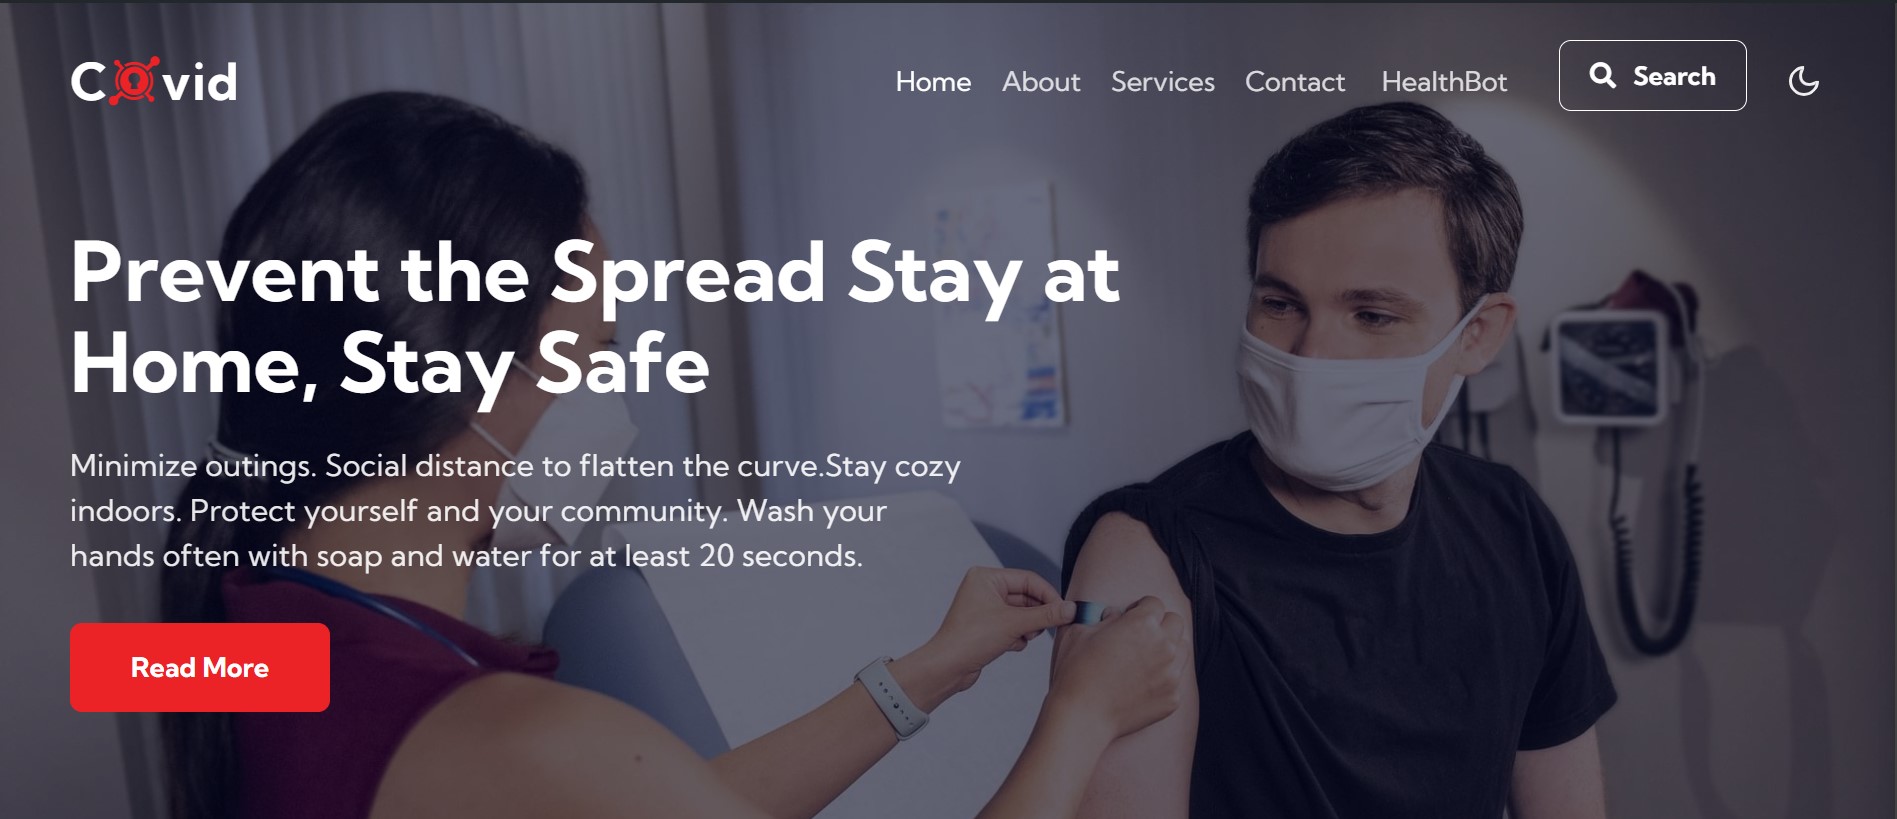 Covid
Home About Services Contact HealthBot Search
Prevent the Spread Stay at
Home, Stay Safe
Minimize outings. Social distance to flatten the curve.Stay cozy
indoors. Protect yourself and your community. Wash your
hands often with soap and water for at least 20 seconds.
Read More